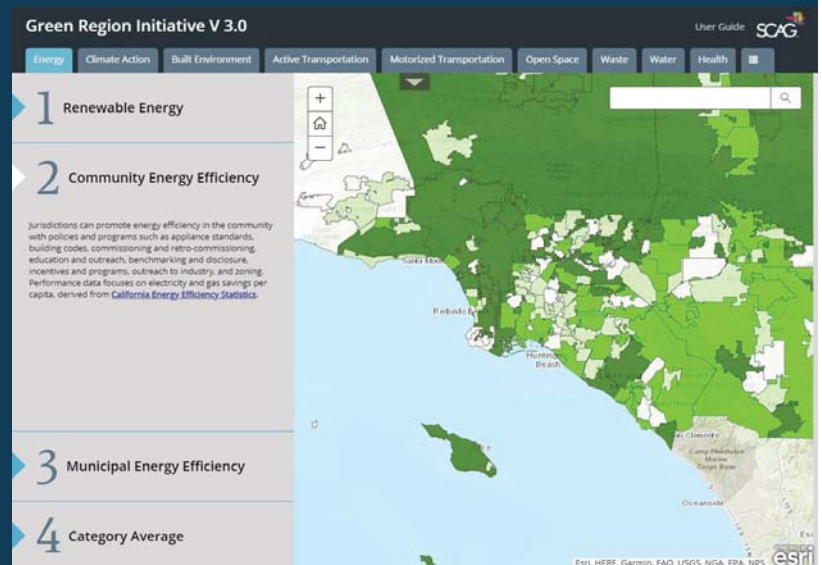 Green Region Initiative V 3.0
User Guide
SCAG
Energy
Climate Action
Built Environment
Active Transportation
Motorized Transportation
Open Space
Waste
Water
Health
1 Renewable Energy
2 Community Energy Efficiency
Jurisdictions can promote energy efficiency in the community
with policies and programs such as appliance standards,
building codes, commissioning and retro-commissioning,
education and outreach, benchmarking and disclosure,
incentives and programs, outreach to industry, and zoning.
Performance data focuses on electricity and gas savings per
capita, derived from California Energy Efficiency Statistics.
3 Municipal Energy Efficiency
4 Category Average
+
−
Santa
Redondo
Beach
Clemente
Camp Pendleton
Marine
Corps Base
Oceanside
Esri, HERE, Garmin, FAO, USGS, NGA, EPA, NPS
esri